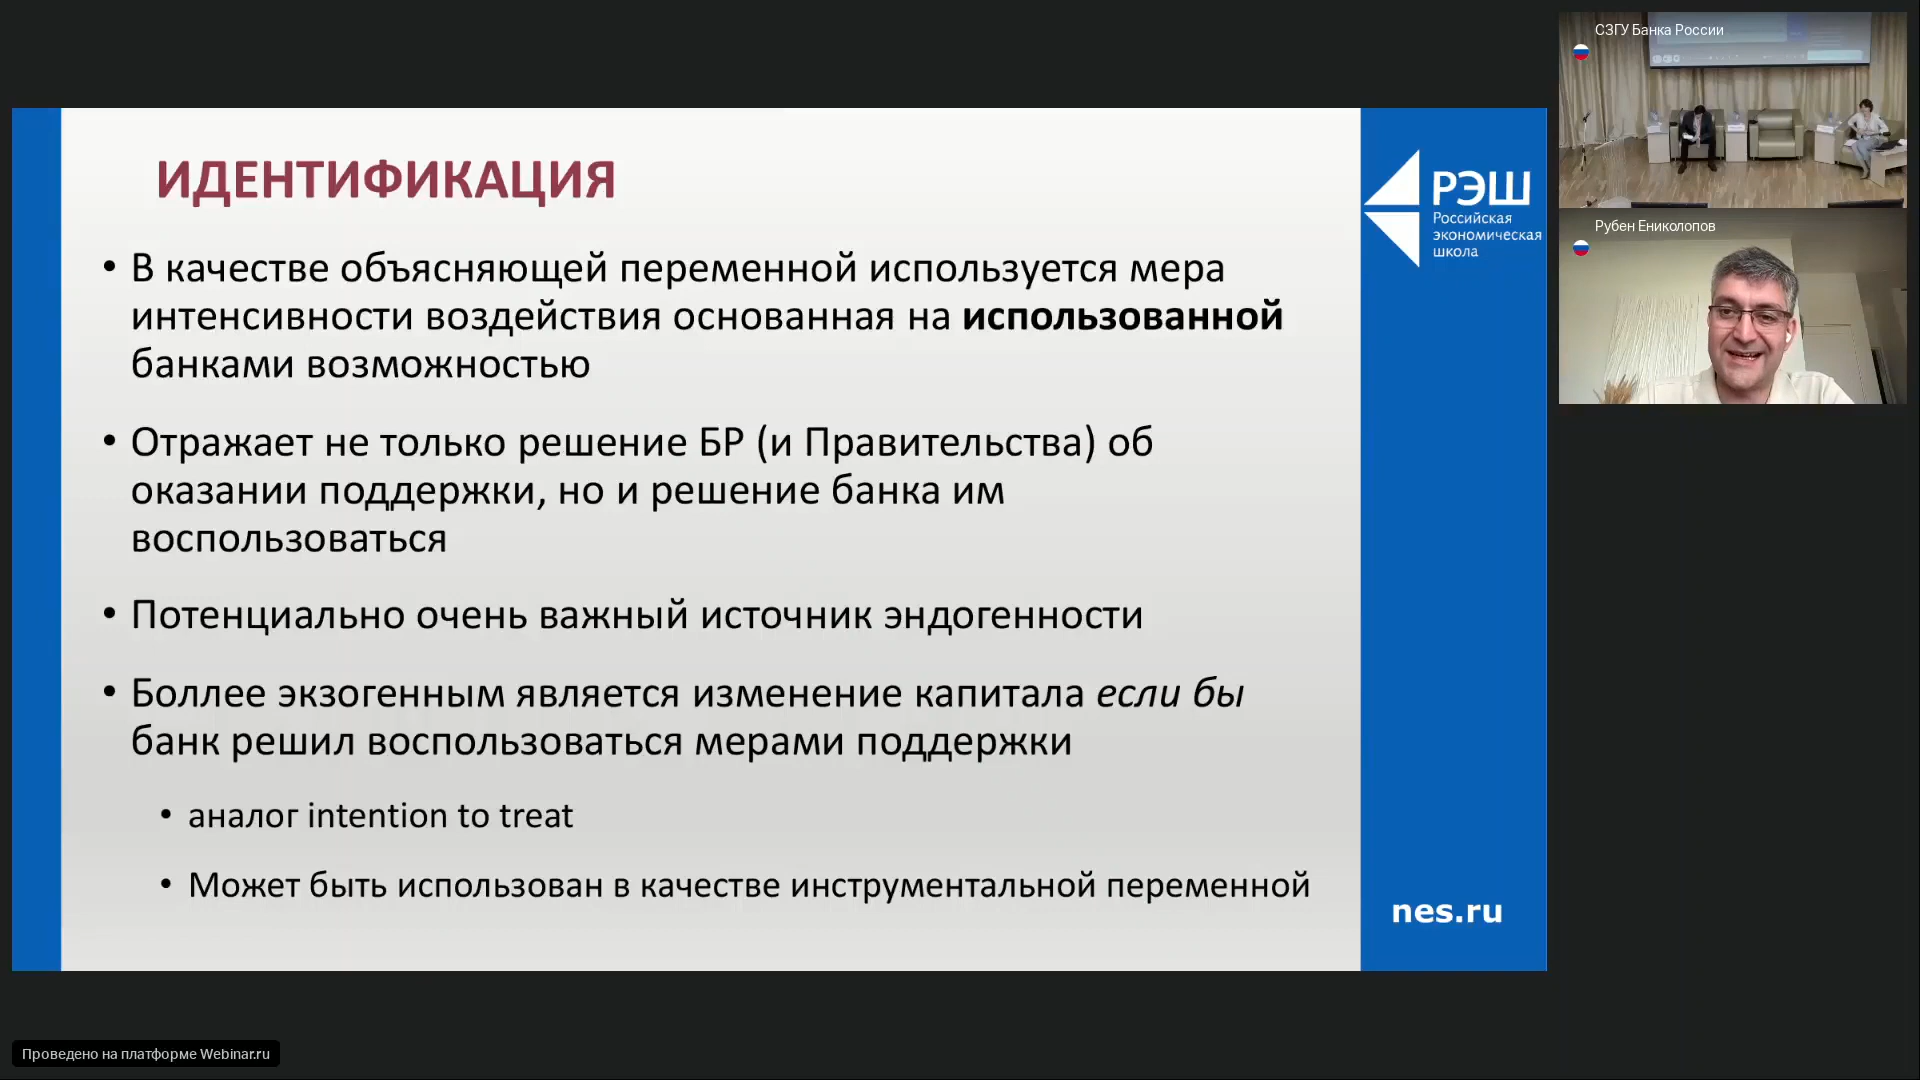 ИДЕНТИФИКАЦИЯ
• В качестве объясняющей переменной используется мера
интенсивности воздействия основанная на использованной
банками возможностью
• Отражает не только решение БР (и Правительства) об
оказании поддержки, но и решение банка им
воспользоваться
• Потенциально очень важный источник эндогенности
• Боллее экзогенным является изменение капитала если бы
банк решил воспользоваться мерами поддержки
• аналог intention to treat
• Может быть использован в качестве инструментальной переменной
РЭШ
Российская
экономическая
школа
nes.ru
СЗГУ Банка России
Рубен Ениколопов
Проведено на платформе Webinar.ru